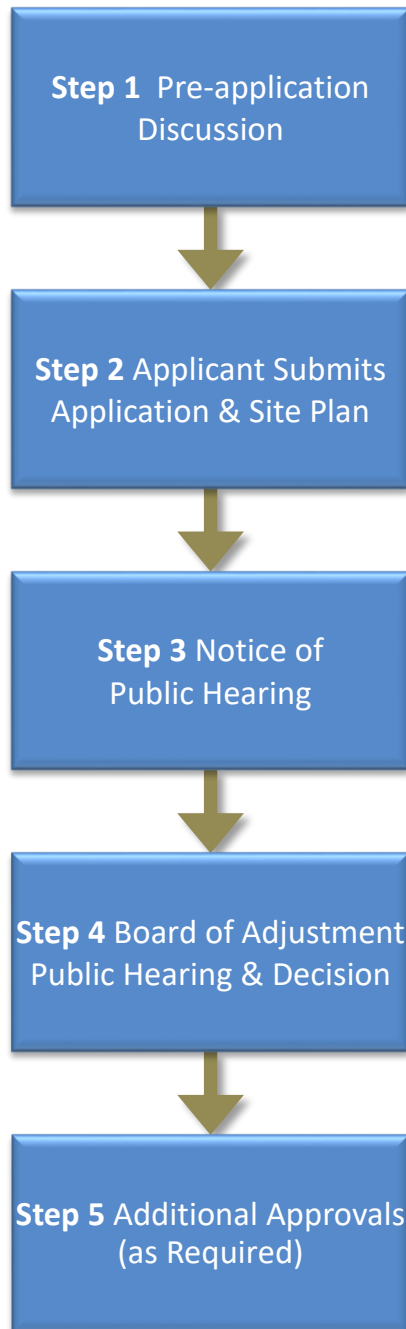 Step 1 Pre-application
Discussion
Step 2 Applicant Submits
Application & Site Plan
Step 3 Notice of
Public Hearing
Step 4 Board of Adjustment
Public Hearing & Decision
Step 5 Additional Approvals
(as Required)